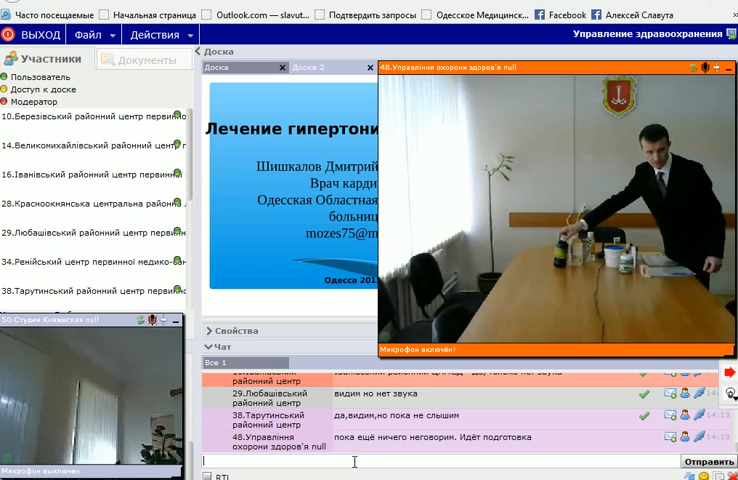 Часто посещаемые
Начальная страница
Outlook.com — slavut...
Подтвердить запросы
Одесское Медицинск...
Facebook
Алексей Славута
ВЫХОД
Файл
Действия
Управление здравоохранения
Участники
Документы
Пользователь
Доступ к доске
Модератор
10.Березівський районний центр
14.Великомихайлівський районний центр
16.Іванівський районний центр
28.Красноокнянська центральна
29.Любашівський районний центр
34.Ренійський центр первинної медико-
38.Тарутинський районний центр
Доска
Доска
Доска 2
Лечение гипертони
Шишкалов Дмитрий
Врач карди
Одесская Областная
больниц
mozes75@m
Одесса 201
48.Управління охорони здоров'я null
Микрофон включён!
50.Студия Княжеская null
Микрофон выключен
Свойства
Чат
Все 1
районний центр
29.Любашівський районний центр
видим но нет звука
38.Тарутинський районний центр
да,видим,но пока не слышим
14:13
48.Управління охорони здоров'я null
пока ещё ничего неговорим. Идёт подготовка
14:13
Отправить
RTL